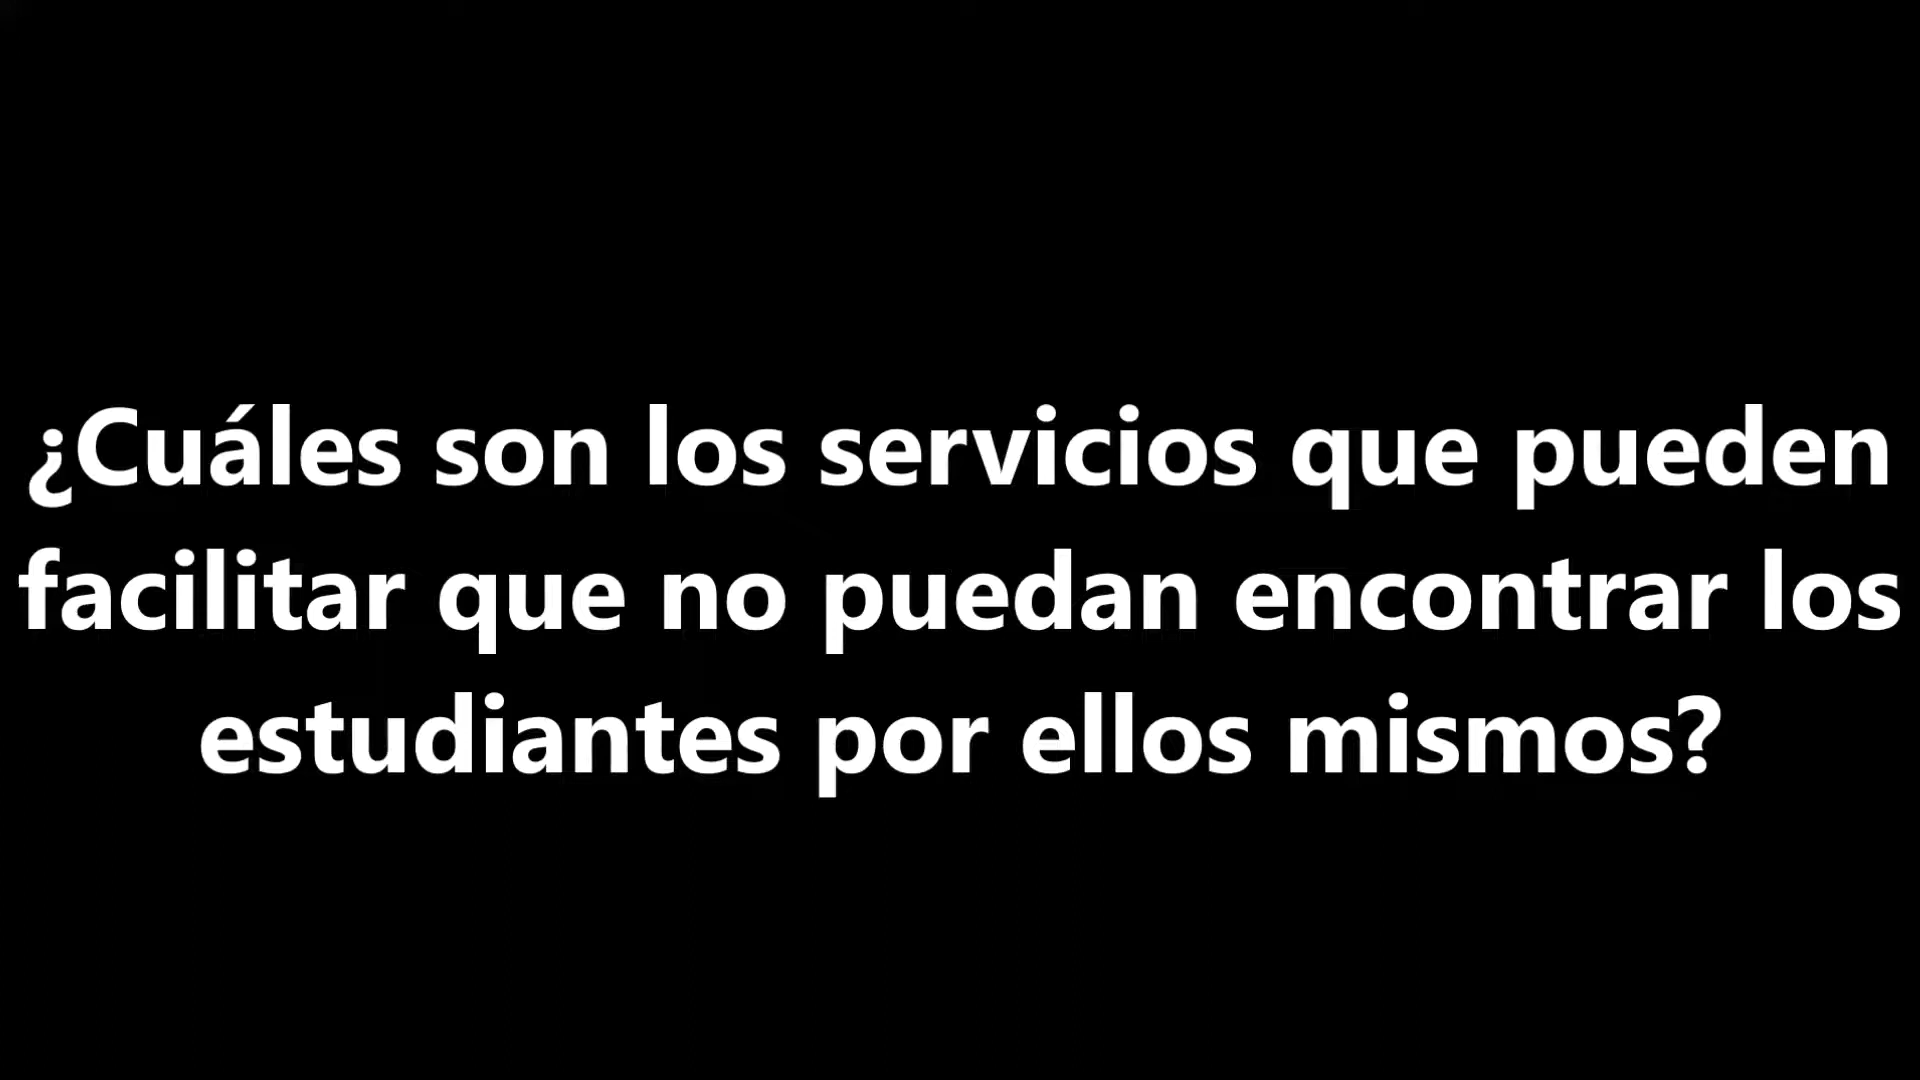 ¿Cuáles son los servicios que pueden
facilitar que no puedan encontrar los
estudiantes por ellos mismos?